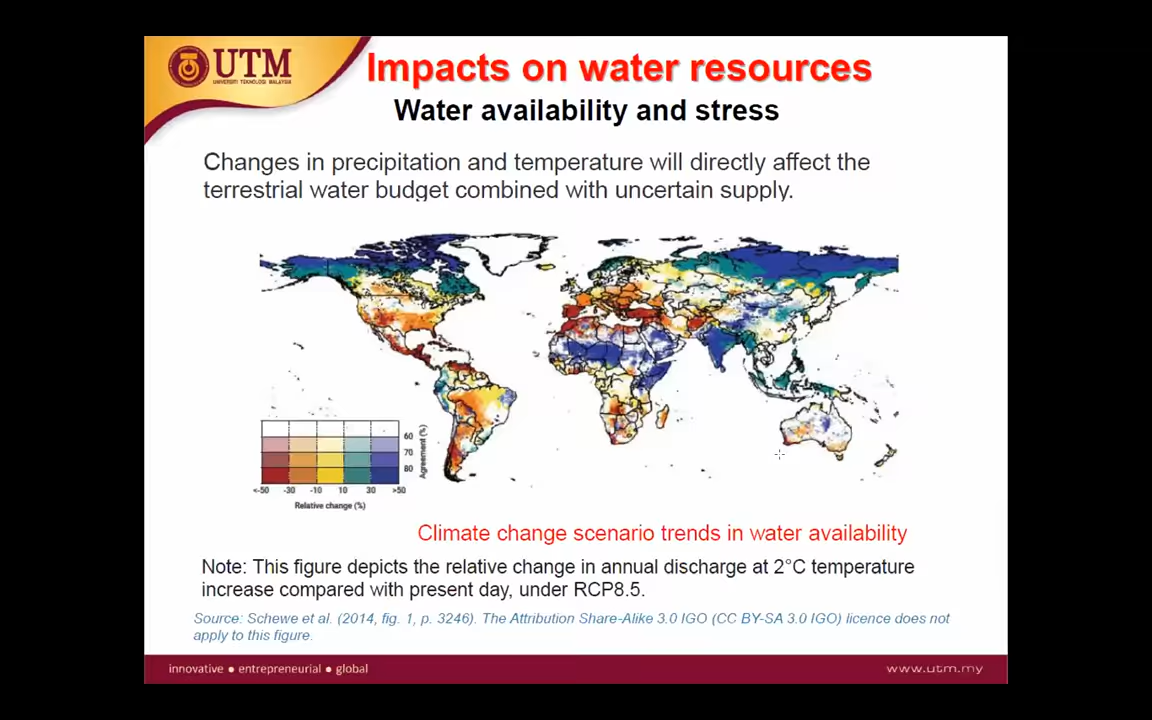 UTM
UNIVERSITI TEKNOLOGI MALAYSIA
Impacts on water resources
Water availability and stress
Changes in precipitation and temperature will directly affect the
terrestrial water budget combined with uncertain supply.
60
70
80
Agreement (%)
<-50 -30 -10 10 30 >50
Relative change (%)
Climate change scenario trends in water availability
Note: This figure depicts the relative change in annual discharge at 2°C temperature
increase compared with present day, under RCP8.5.
Source: Schewe et al. (2014, fig. 1, p. 3246). The Attribution Share-Alike 3.0 IGO (CC BY-SA 3.0 IGO) licence does not
apply to this figure.
innovative ● entrepreneurial ● global
www.utm.my